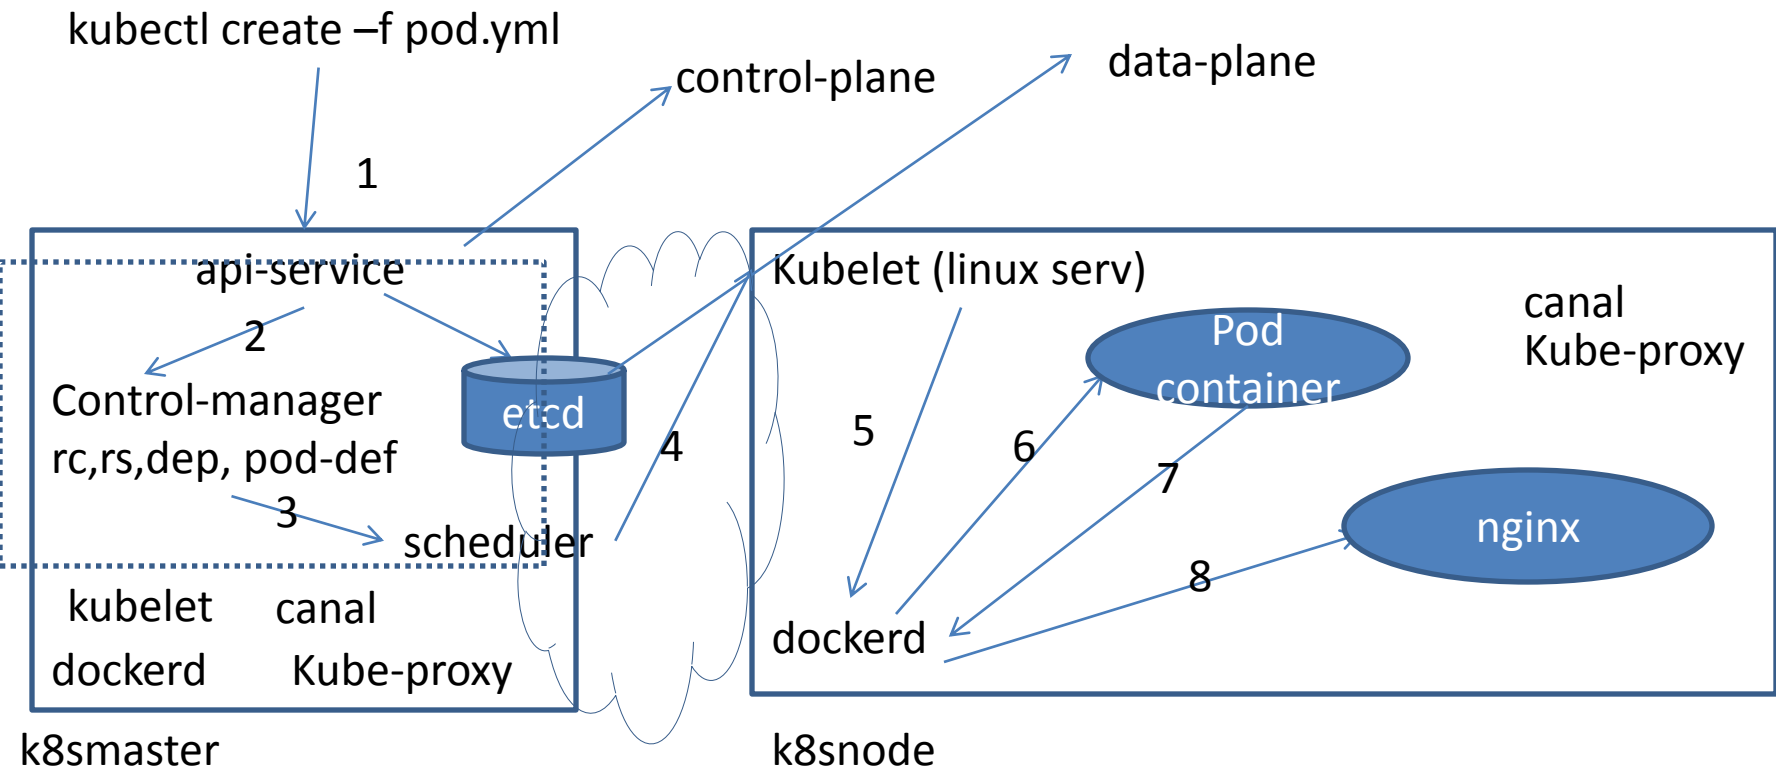 kubectl create –f pod.yml
control-plane
data-plane
1
api-service
2
Control-manager
rc,rs,dep, pod-def
3
scheduler
etcd
4
kubelet
canal
dockerd
Kube-proxy
k8smaster
Kubelet (linux serv)
Pod
container
canal
Kube-proxy
5
6
7
nginx
8
dockerd
k8snode